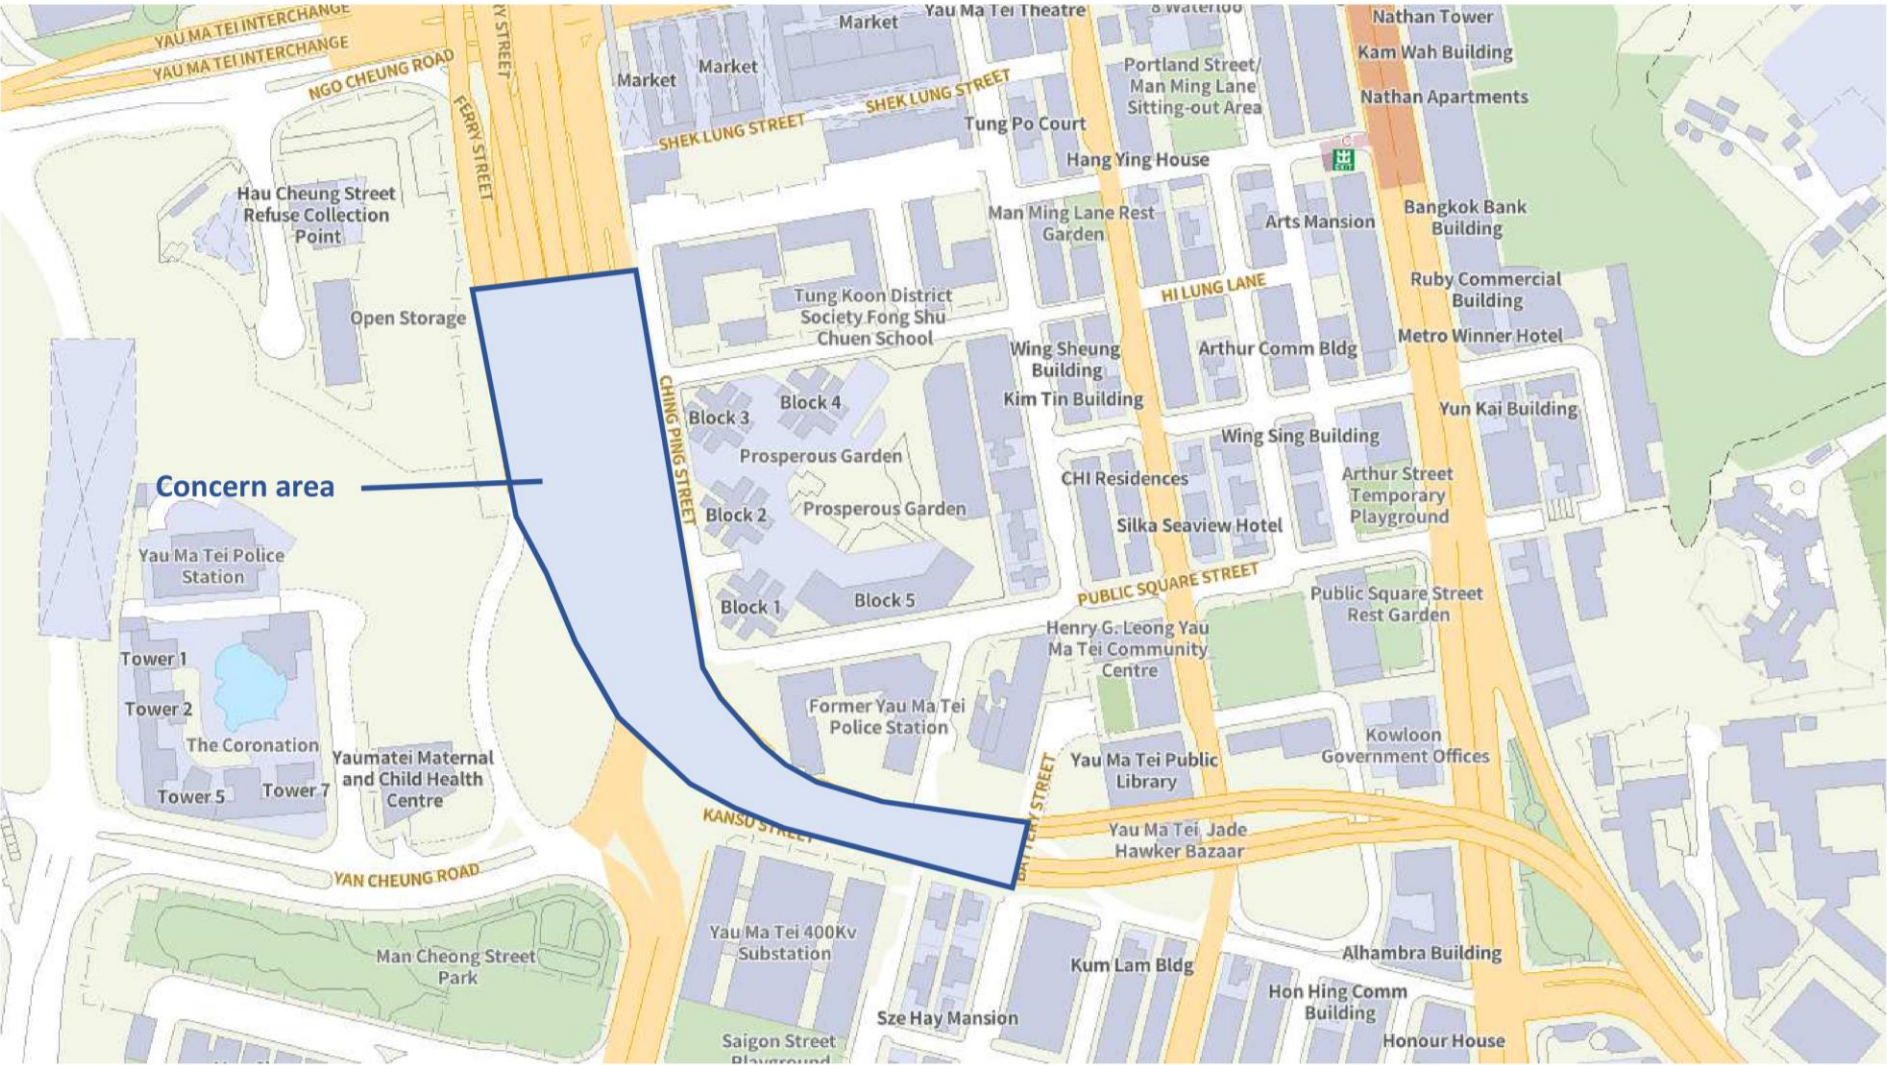 YAU MA TEI INTERCHANGE
YAU MA TEI INTERCHANGE
NGO CHEUNG ROAD
FERRY STREET
Market
Market
Market
SHEK LUNG STREET
SHEK LUNG STREET
Yau Ma Tei Theatre
8 Waterloo
Portland Street/
Man Ming Lane
Sitting-out Area
Tung Po Court
Hang Ying House
Nathan Tower
Kam Wah Building
Nathan Apartments
C
EXIT
Hau Cheung Street
Refuse Collection
Point
Open Storage
Man Ming Lane Rest
Garden
Arts Mansion
Bangkok Bank
Building
HI LUNG LANE
Ruby Commercial
Building
Tung Koon District
Society Fong Shu
Chuen School
Wing Sheung
Building
Arthur Comm Bldg
Metro Winner Hotel
Kim Tin Building
Yun Kai Building
CHING PING STREET
Block 3
Block 4
Prosperous Garden
Prosperous Garden
Block 2
Block 1
Block 5
Wing Sing Building
CHI Residences
Arthur Street
Temporary
Playground
Silka Seaview Hotel
Concern area
Yau Ma Tei Police
Station
PUBLIC SQUARE STREET
Public Square Street
Rest Garden
Henry G. Leong Yau
Ma Tei Community
Centre
Tower 1
Tower 2
The Coronation
Tower 5
Tower 7
Yaumatei Maternal
and Child Health
Centre
Former Yau Ma Tei
Police Station
Kowloon
Government Offices
Yau Ma Tei Public
Library
BATTERY STREET
KANSU STREET
Yau Ma Tei Jade
Hawker Bazaar
YAN CHEUNG ROAD
Man Cheong Street
Park
Yau Ma Tei 400Kv
Substation
Kum Lam Bldg
Alhambra Building
Sze Hay Mansion
Hon Hing Comm
Building
Saigon Street
Playground
Honour House